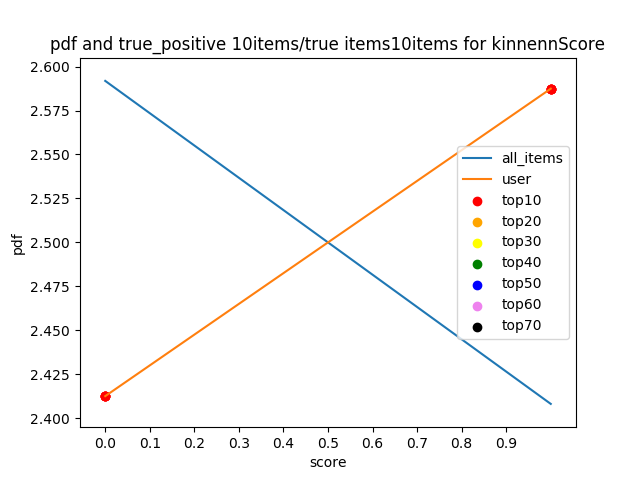 pdf and true_positive 10items/true items10items for kinnennScore
2.600
2.575
2.550
2.525
2.500
2.475
2.450
2.425
2.400
pdf
all_items
user
top10
top20
top30
top40
top50
top60
top70
0.0 0.1 0.2 0.3 0.4 0.5 0.6 0.7 0.8 0.9
score